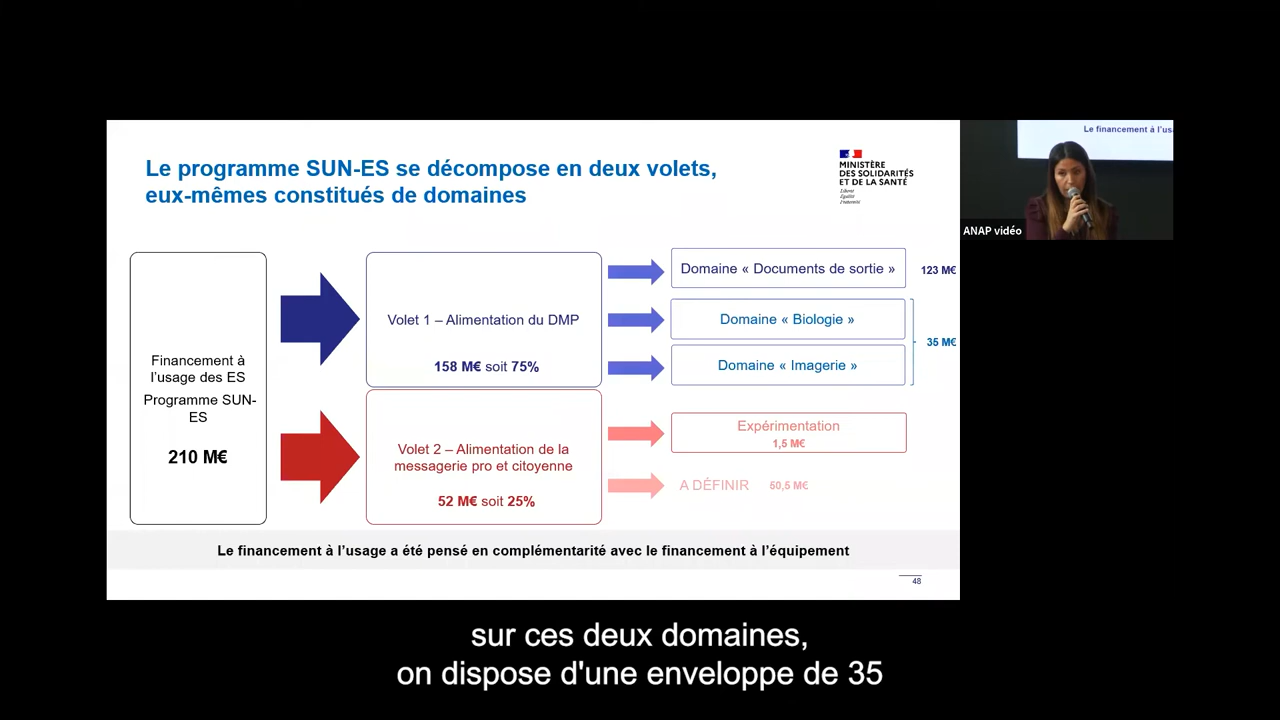 Le programme SUN-ES se décompose en deux volets,
eux-mêmes constitués de domaines
MINISTÈRE
DES SOLIDARITÉS
ET DE LA SANTÉ
Liberté
Égalité
Fraternité
Le financement à l'us
ANAP vidéo
Financement à
l'usage des ES
Programme SUN-
ES
210 M€
Volet 1 – Alimentation du DMP
158 M€ soit 75%
Domaine « Documents de sortie »
123 M€
Domaine « Biologie »
35 M€
Domaine « Imagerie »
Volet 2 – Alimentation de la
messagerie pro et citoyenne
52 M€ soit 25%
Expérimentation
1,5 M€
A DÉFINIR 50,5 M€
Le financement à l'usage a été pensé en complémentarité avec le financement à l'équipement
48
sur ces deux domaines,
on dispose d'une enveloppe de 35